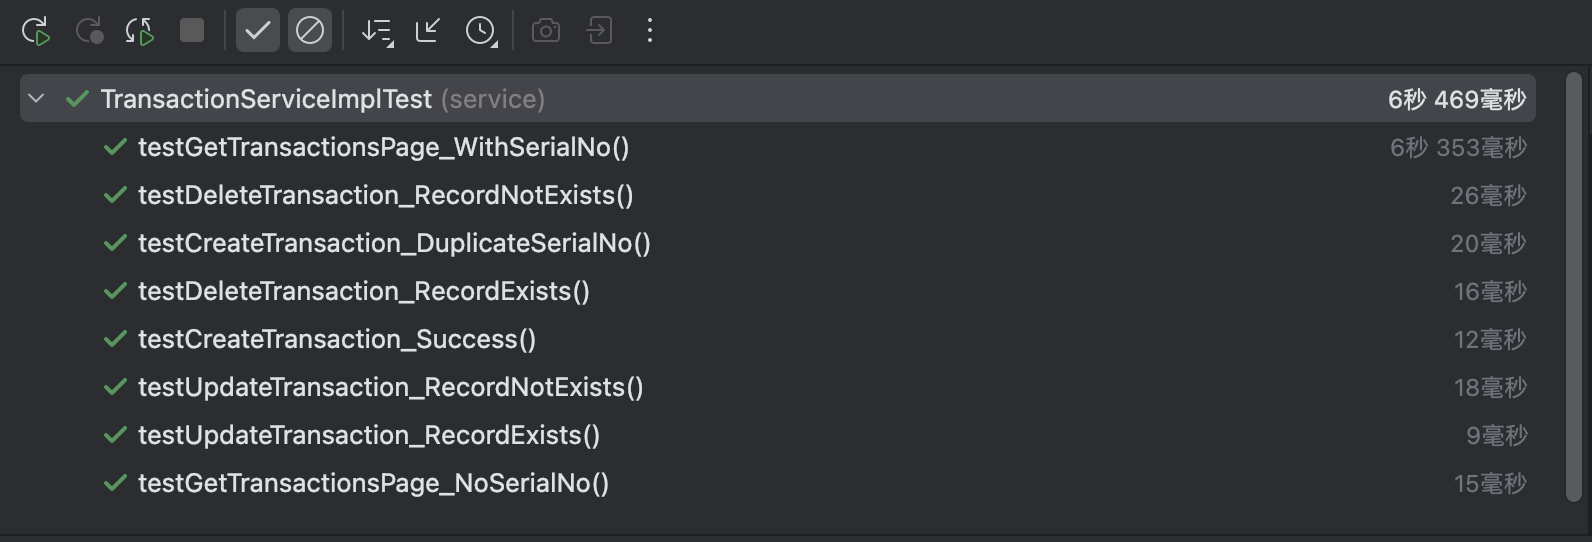 TransactionServiceImplTest (service) 6秒 469毫秒
testGetTransactionsPage_WithSerialNo() 6秒 353毫秒
testDeleteTransaction_RecordNotExists() 26毫秒
testCreateTransaction_DuplicateSerialNo() 20毫秒
testDeleteTransaction_RecordExists() 16毫秒
testCreateTransaction_Success() 12毫秒
testUpdateTransaction_RecordNotExists() 18毫秒
testUpdateTransaction_RecordExists() 9毫秒
testGetTransactionsPage_NoSerialNo() 15毫秒